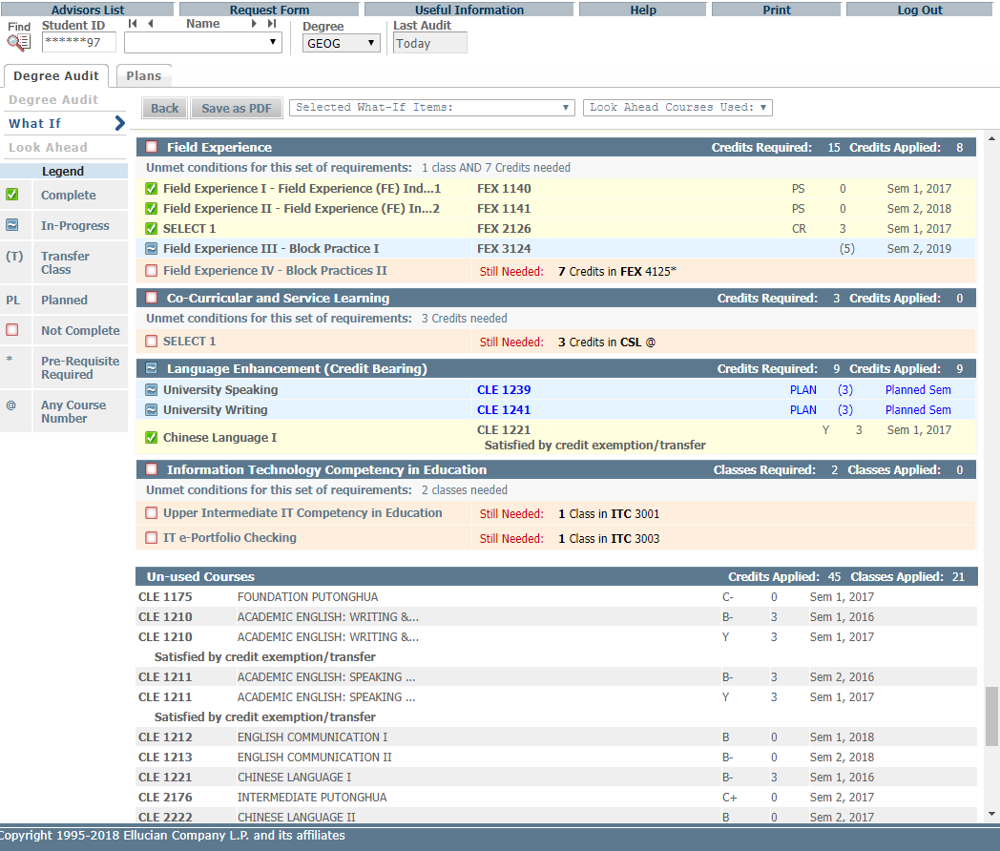 Advisors List Request Form Useful Information Help Print Log Out
Find Student ID Name Degree Last Audit
******97 GEOG Today
Degree Audit Plans
Degree Audit
What If
Look Ahead
Legend
Complete
In-Progress
(T) Transfer
Class
PL Planned
Not Complete
* Pre-Requisite
Required
@ Any Course
Number
Back Save as PDF Selected What-If Items: Look Ahead Courses Used:
Field Experience Credits Required: 15 Credits Applied: 8
Unmet conditions for this set of requirements: 1 class AND 7 Credits needed
Field Experience I - Field Experience (FE) Ind...1 FEX 1140 PS 0 Sem 1, 2017
Field Experience II - Field Experience (FE) In...2 FEX 1141 PS 0 Sem 2, 2018
SELECT 1 FEX 2126 CR 3 Sem 1, 2017
Field Experience III - Block Practice I FEX 3124 (5) Sem 2, 2019
Field Experience IV - Block Practices II Still Needed: 7 Credits in FEX 4125*
Co-Curricular and Service Learning Credits Required: 3 Credits Applied: 0
Unmet conditions for this set of requirements: 3 Credits needed
SELECT 1 Still Needed: 3 Credits in CSL @
Language Enhancement (Credit Bearing) Credits Required: 9 Credits Applied: 9
University Speaking CLE 1239 PLAN (3) Planned Sem
University Writing CLE 1241 PLAN (3) Planned Sem
Chinese Language I CLE 1221 Y 3 Sem 1, 2017
Satisfied by credit exemption/transfer
Information Technology Competency in Education Classes Required: 2 Classes Applied: 0
Unmet conditions for this set of requirements: 2 classes needed
Upper Intermediate IT Competency in Education Still Needed: 1 Class in ITC 3001
IT e-Portfolio Checking Still Needed: 1 Class in ITC 3003
Un-used Courses Credits Applied: 45 Classes Applied: 21
CLE 1175 FOUNDATION PUTONGHUA C- 0 Sem 1, 2017
CLE 1210 ACADEMIC ENGLISH: WRITING &... B- 3 Sem 1, 2016
CLE 1210 ACADEMIC ENGLISH: WRITING &... Y 3 Sem 1, 2017
Satisfied by credit exemption/transfer
CLE 1211 ACADEMIC ENGLISH: SPEAKING ... B- 3 Sem 2, 2016
CLE 1211 ACADEMIC ENGLISH: SPEAKING ... Y 3 Sem 1, 2017
Satisfied by credit exemption/transfer
CLE 1212 ENGLISH COMMUNICATION I B 0 Sem 1, 2018
CLE 1213 ENGLISH COMMUNICATION II B- 0 Sem 2, 2018
CLE 1221 CHINESE LANGUAGE I B- 3 Sem 1, 2016
CLE 2176 INTERMEDIATE PUTONGHUA C+ 0 Sem 2, 2017
CLE 2222 CHINESE LANGUAGE II B 0 Sem 2, 2017
Copyright 1995-2018 Ellucian Company L.P. and its affiliates